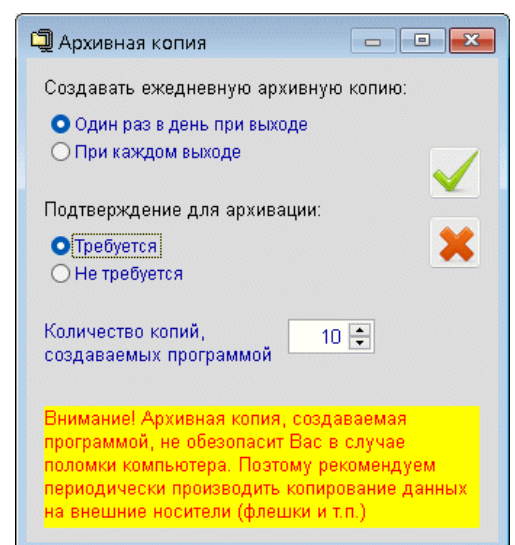 Архивная копия
Создавать ежедневную архивную копию:
Один раз в день при выходе
При каждом выходе
Подтверждение для архивации:
Требуется
Не требуется
Количество копий,
создаваемых программой
10
Внимание! Архивная копия, создаваемая
программой, не обезопасит Вас в случае
поломки компьютера. Поэтому рекомендуем
периодически производить копирование данных
на внешние носители (флешки и т.п.)